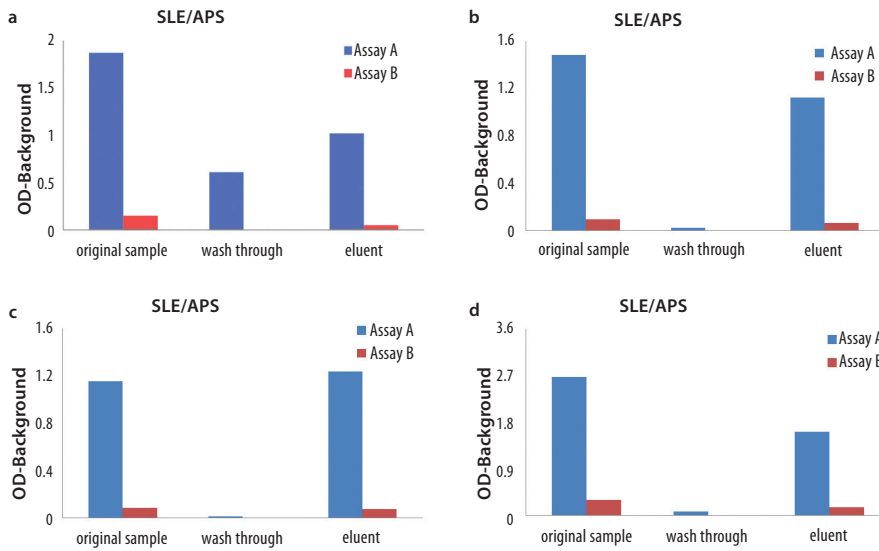 a
SLE/APS
Assay A
Assay B
OD-Background
2
1.5
1
0.5
0
original sample wash through eluent
b
SLE/APS
Assay A
Assay B
OD-Background
1.6
1.2
0.8
0.4
0
original sample wash through eluent
c
SLE/APS
Assay A
Assay B
OD-Background
1.6
1.2
0.8
0.4
0
original sample wash through eluent
d
SLE/APS
Assay A
Assay B
OD-Background
3.6
2.7
1.8
0.9
0
original sample wash through eluent